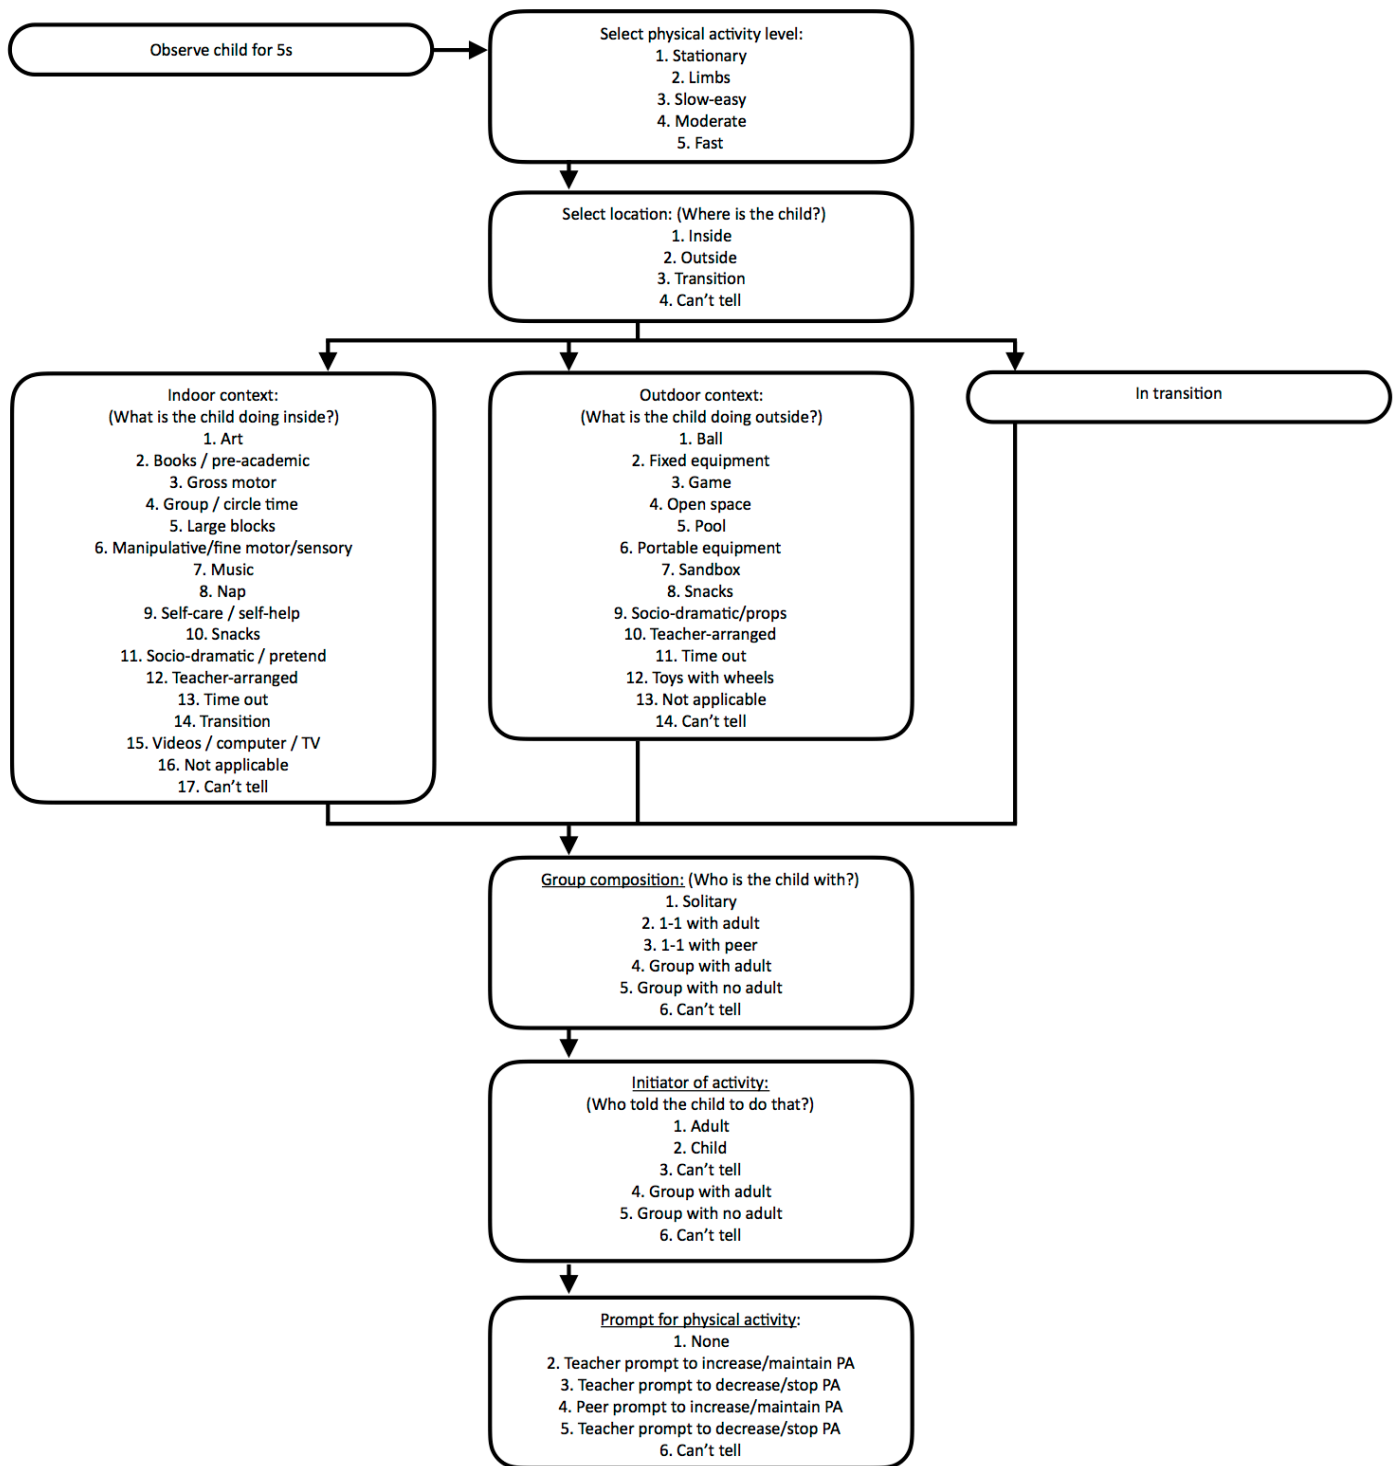 Observe child for 5s
Select physical activity level:
1. Stationary
2. Limbs
3. Slow-easy
4. Moderate
5. Fast
Select location: (Where is the child?)
1. Inside
2. Outside
3. Transition
4. Can't tell
Indoor context:
(What is the child doing inside?)
1. Art
2. Books / pre-academic
3. Gross motor
4. Group / circle time
5. Large blocks
6. Manipulative/fine motor/sensory
7. Music
8. Nap
9. Self-care / self-help
10. Snacks
11. Socio-dramatic / pretend
12. Teacher-arranged
13. Time out
14. Transition
15. Videos / computer / TV
16. Not applicable
17. Can't tell
Outdoor context:
(What is the child doing outside?)
1. Ball
2. Fixed equipment
3. Game
4. Open space
5. Pool
6. Portable equipment
7. Sandbox
8. Snacks
9. Socio-dramatic/props
10. Teacher-arranged
11. Time out
12. Toys with wheels
13. Not applicable
14. Can't tell
In transition
Group composition: (Who is the child with?)
1. Solitary
2. 1-1 with adult
3. 1-1 with peer
4. Group with adult
5. Group with no adult
6. Can't tell
Initiator of activity:
(Who told the child to do that?)
1. Adult
2. Child
3. Can't tell
4. Group with adult
5. Group with no adult
6. Can't tell
Prompt for physical activity:
1. None
2. Teacher prompt to increase/maintain PA
3. Teacher prompt to decrease/stop PA
4. Peer prompt to increase/maintain PA
5. Teacher prompt to decrease/stop PA
6. Can't tell